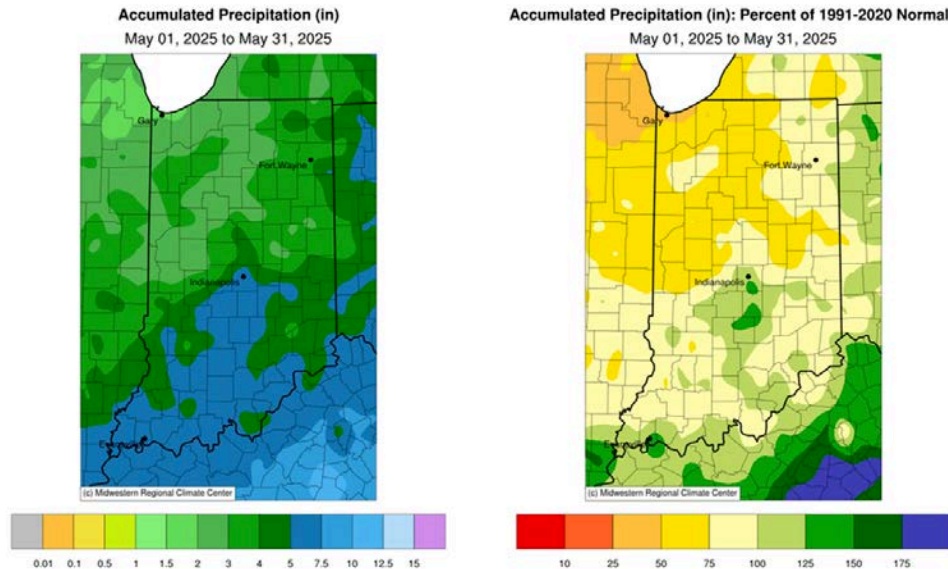 Accumulated Precipitation (in)
May 01, 2025 to May 31, 2025
Gary
Fort Wayne
Indianapolis
(c) Midwestern Regional Climate Center
0.01 0.1 0.5 1 1.5 2 3 4 5 7.5 10 12.5 15
Accumulated Precipitation (in): Percent of 1991-2020 Normal
May 01, 2025 to May 31, 2025
Gary
Fort Wayne
Indianapolis
(c) Midwestern Regional Climate Center
10 25 50 75 100 125 150 175